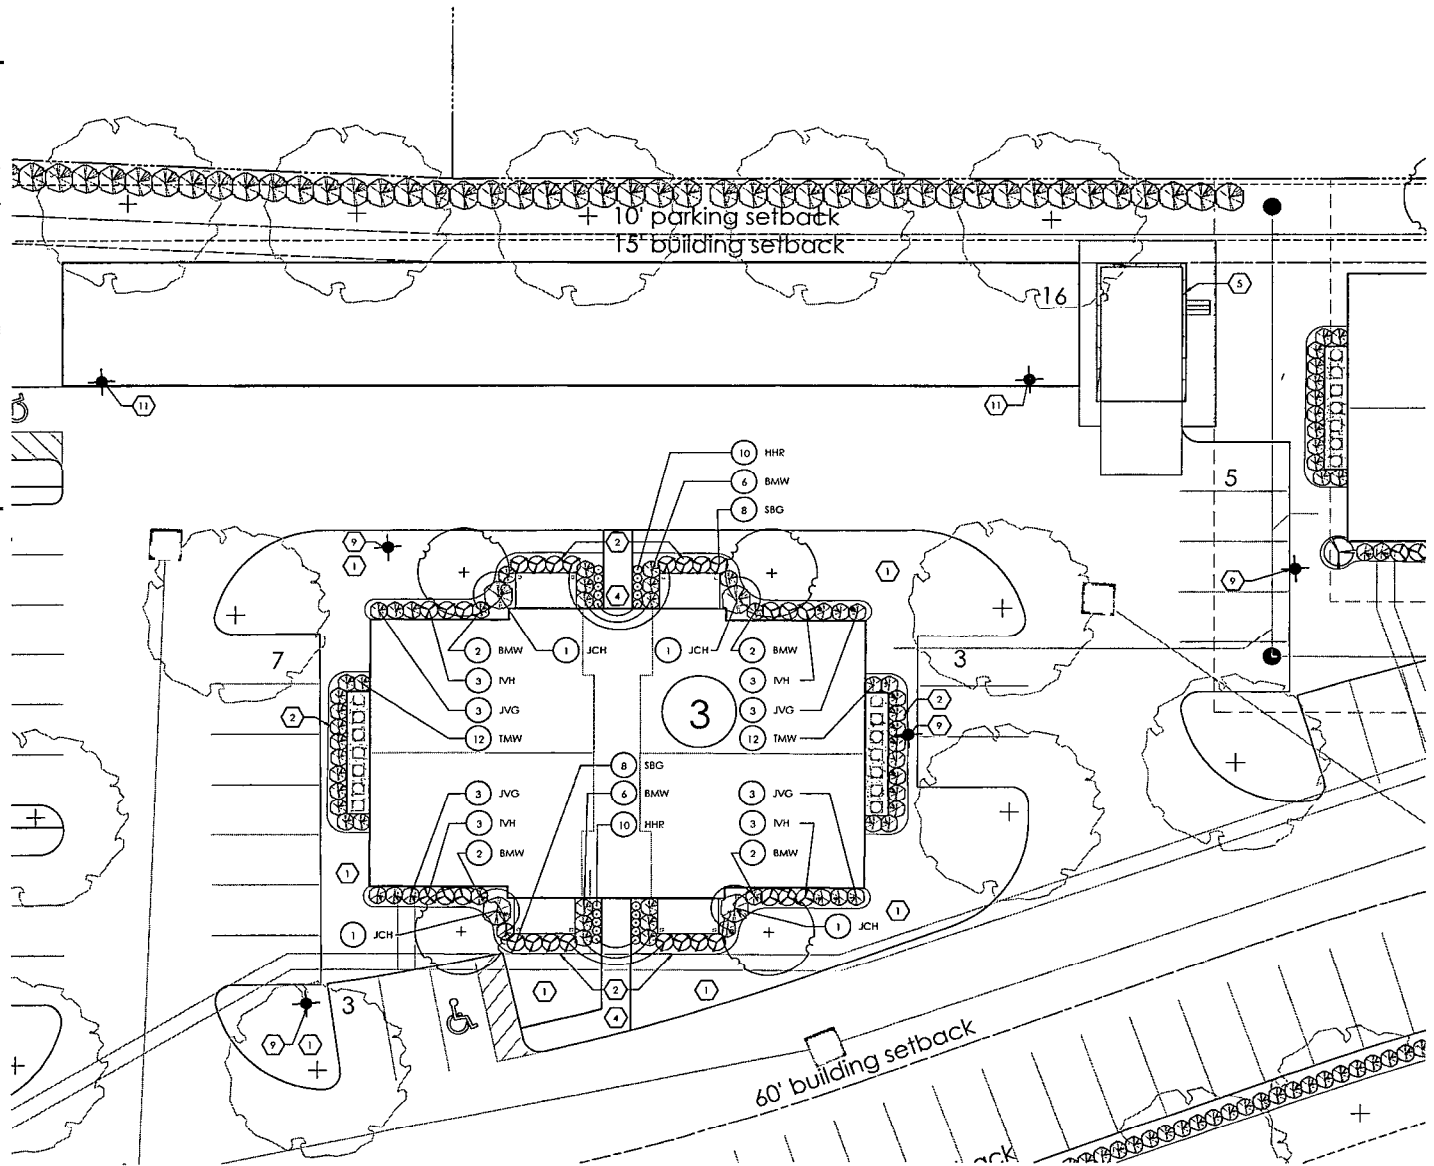 10' parking setback
15' building setback
16
5
11
11
10 HHR
6 BMW
8 SBG
5
9
1
2
4
1
9
2 BMW
1 JCH
1 JCH
2 BMW
7
3 IVH
3 IVH
3
3 JVG
3
3 JVG
2
2
9
12 TMW
12 TMW
8 SBG
3 JVG
6 BMW
3 JVG
3 IVH
10 HHR
3 IVH
2 BMW
2 BMW
1
1
1 JCH
1 JCH
1
2
1
3
4
9
1
60' building setback
ack